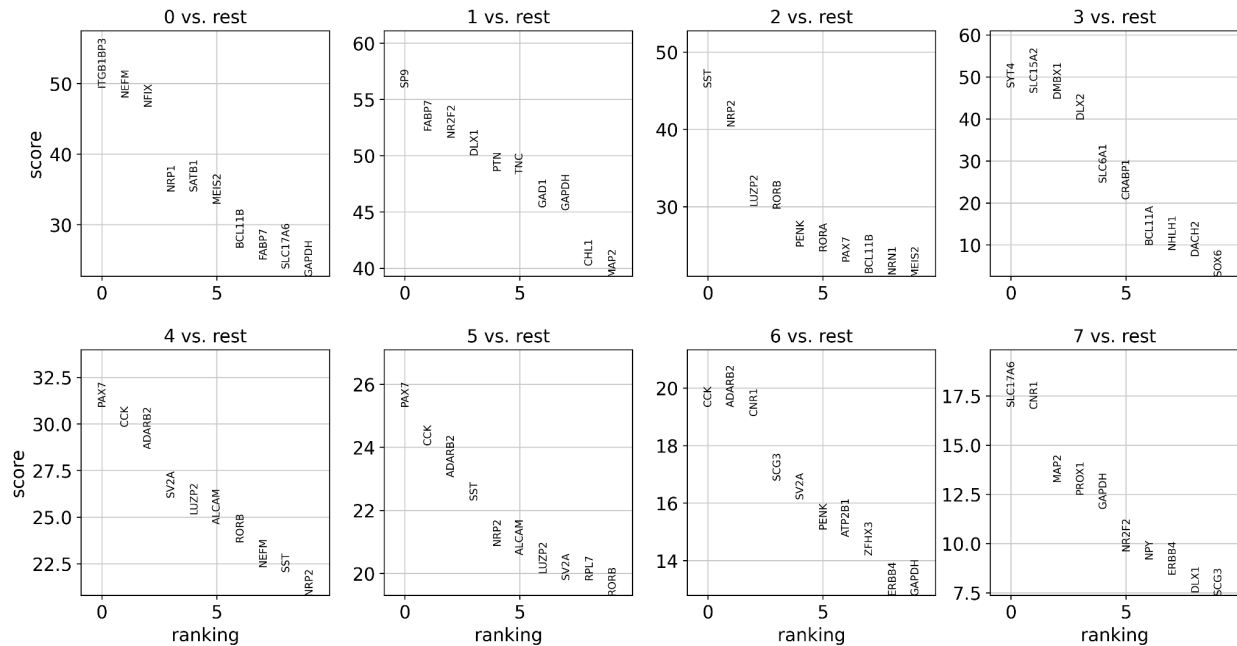 0 vs. rest
1 vs. rest
2 vs. rest
3 vs. rest
score
50
40
30
ITGB1BP3
NEFM
NFIX
NRP1
SATB1
MEIS2
BCL11B
FABP7
SLC17A6
GAPDH
0
5
60
55
50
45
40
SP9
FABP7
NR2F2
DLX1
PTN
TNC
GAD1
GAPDH
CHL1
MAP2
0
5
50
40
30
SST
NRP2
LUZP2
RORB
PENK
RORA
PAX7
BCL11B
NRN1
MEIS2
0
5
60
50
40
30
20
10
SYT4
SLC15A2
DMBX1
DLX2
SLC6A1
CRABP1
BCL11A
NHLH1
DACH2
SOX6
0
5
4 vs. rest
5 vs. rest
6 vs. rest
7 vs. rest
score
32.5
30.0
27.5
25.0
22.5
PAX7
CCK
ADARB2
SV2A
LUZP2
ALCAM
RORB
NEFM
SST
NRP2
0
5
ranking
26
24
22
20
PAX7
CCK
ADARB2
SST
NRP2
ALCAM
LUZP2
SV2A
RPL7
RORB
0
5
ranking
20
18
16
14
CCK
ADARB2
CNR1
SCG3
SV2A
PENK
ATP2B1
ZFHX3
ERBB4
GAPDH
0
5
ranking
17.5
15.0
12.5
10.0
7.5
SLC17A6
CNR1
MAP2
PROX1
GAPDH
NR2F2
NPY
ERBB4
DLX1
SCG3
0
5
ranking